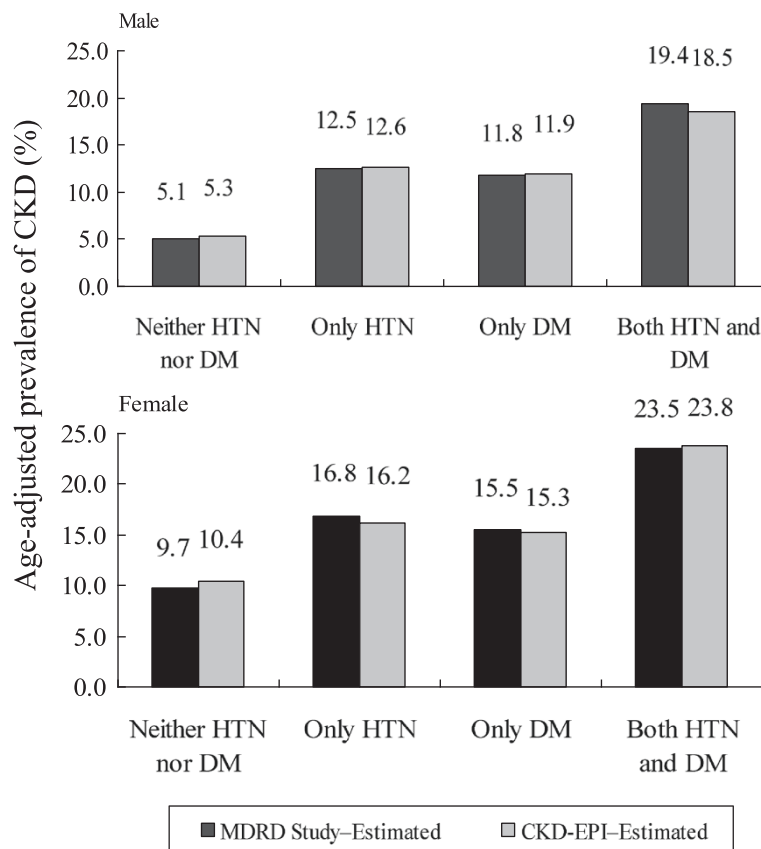 Male
Age-adjusted prevalence of CKD (%)
25.0
20.0
15.0
10.0
5.0
0.0
5.1 5.3
12.5 12.6
11.8 11.9
19.4 18.5
Neither HTN
nor DM
Only HTN
Only DM
Both HTN and
DM
Female
25.0
20.0
15.0
10.0
5.0
0.0
9.7 10.4
16.8 16.2
15.5 15.3
23.5 23.8
Neither HTN
nor DM
Only HTN
Only DM
Both HTN
and DM
MDRD Study–Estimated
CKD-EPI–Estimated